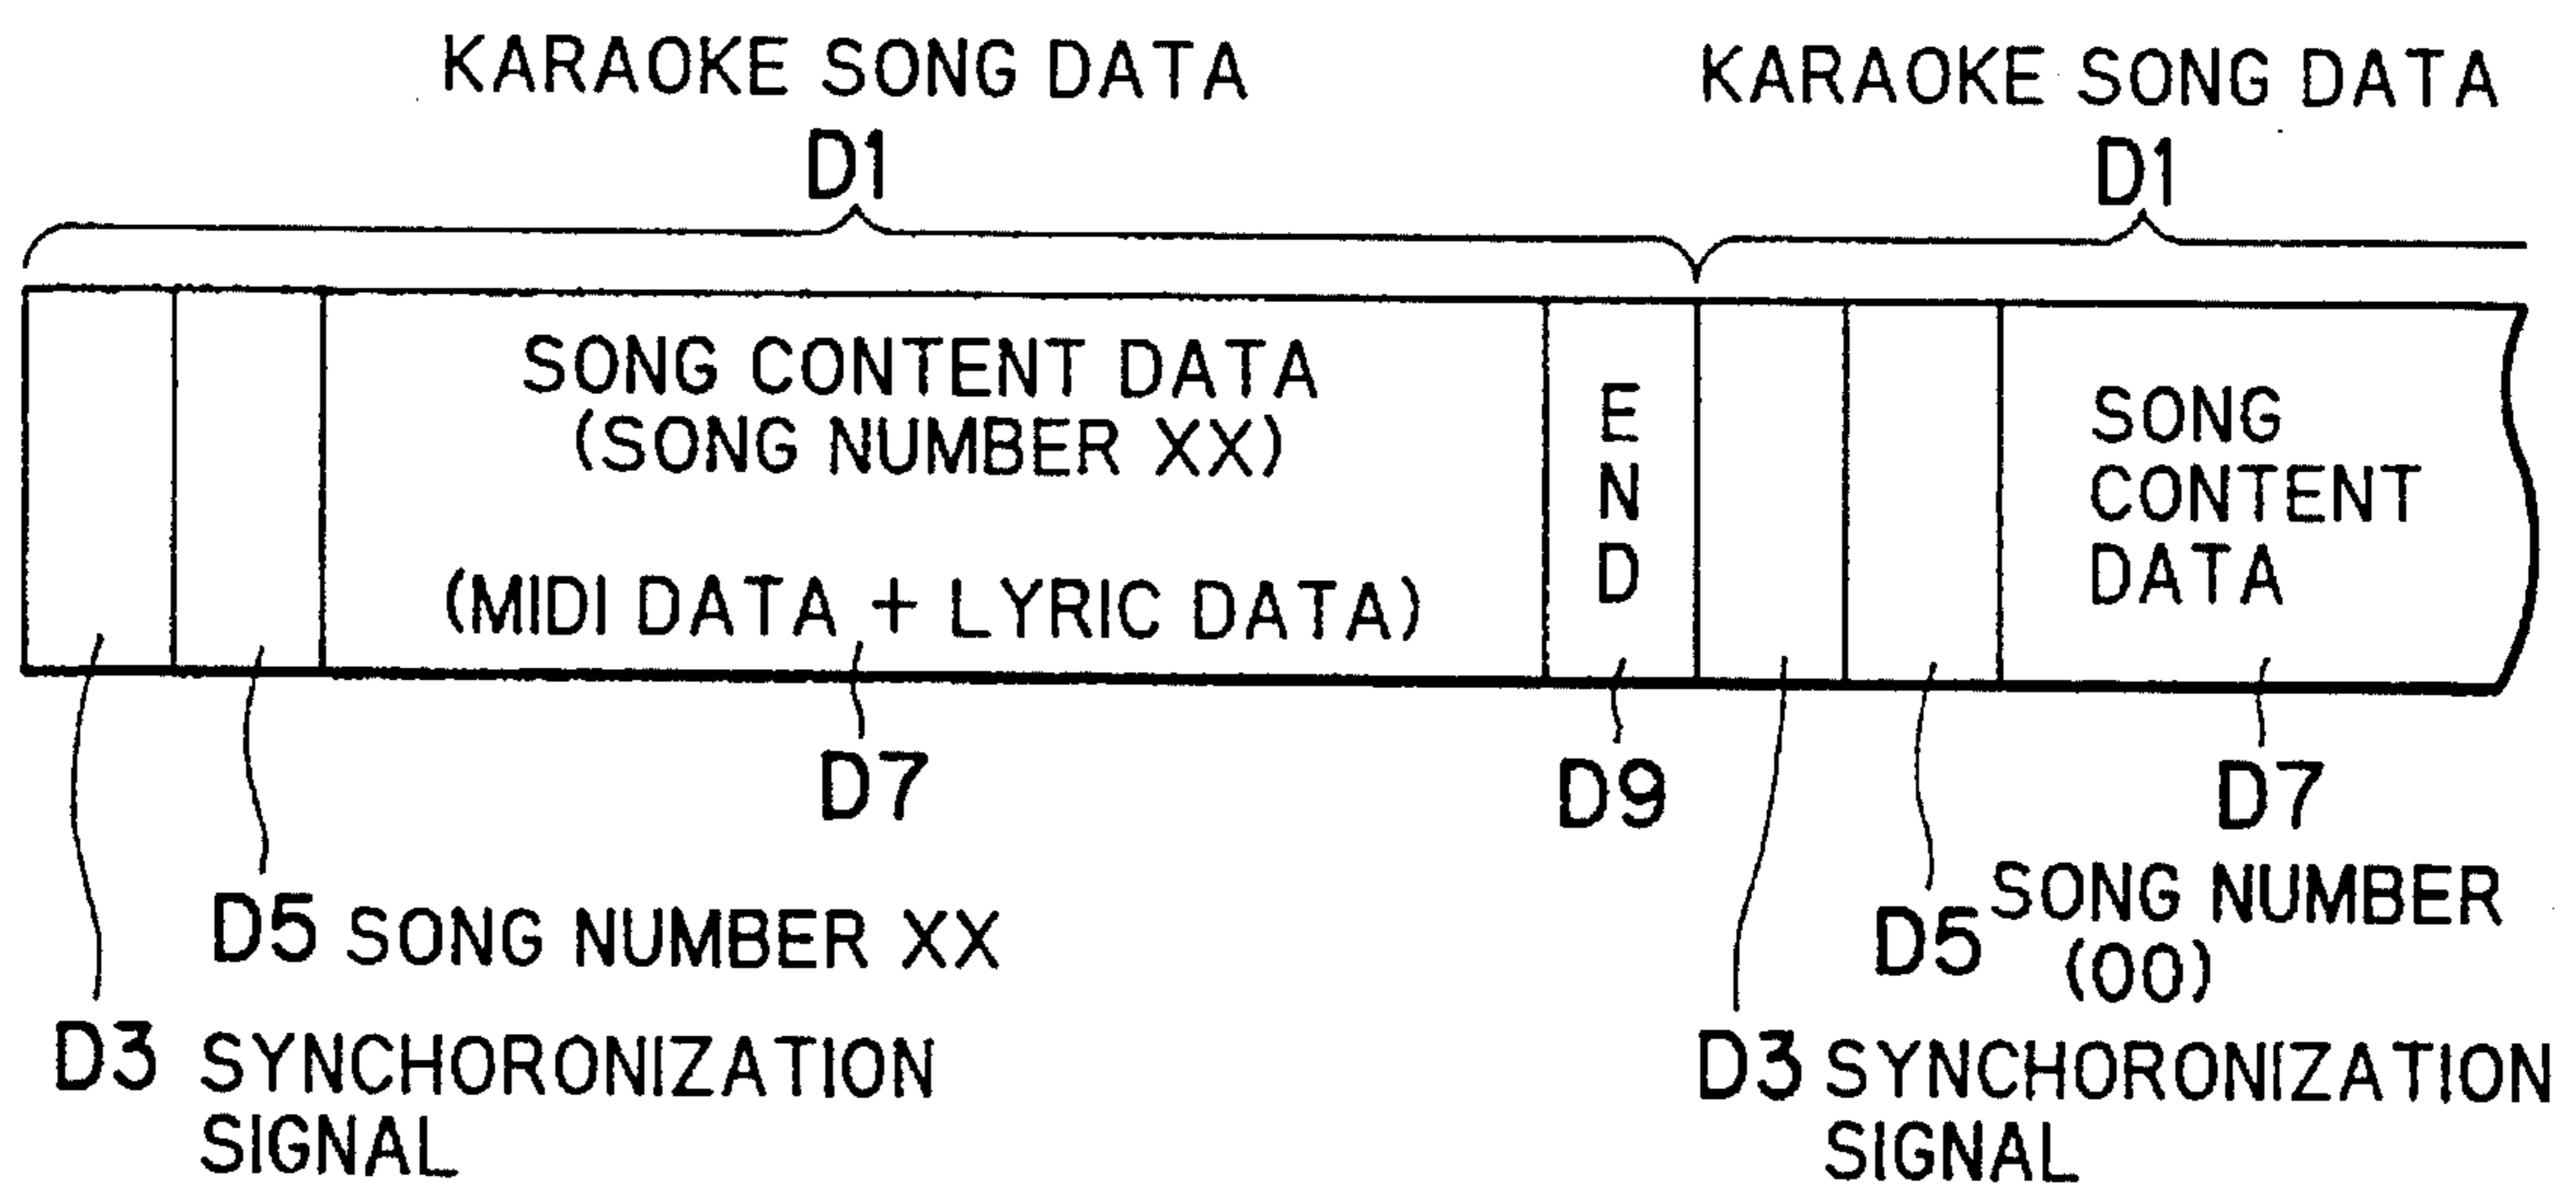 KARAOKE SONG DATA
D1
KARAOKE SONG DATA
D1
SONG CONTENT DATA
(SONG NUMBER XX)
(MIDI DATA + LYRIC DATA)
E
N
D
SONG
CONTENT
DATA
D7
D9
D7
D5 SONG NUMBER XX
D5 SONG NUMBER
(OO)
D3 SYNCHORONIZATION
SIGNAL
D3 SYNCHORONIZATION
SIGNAL